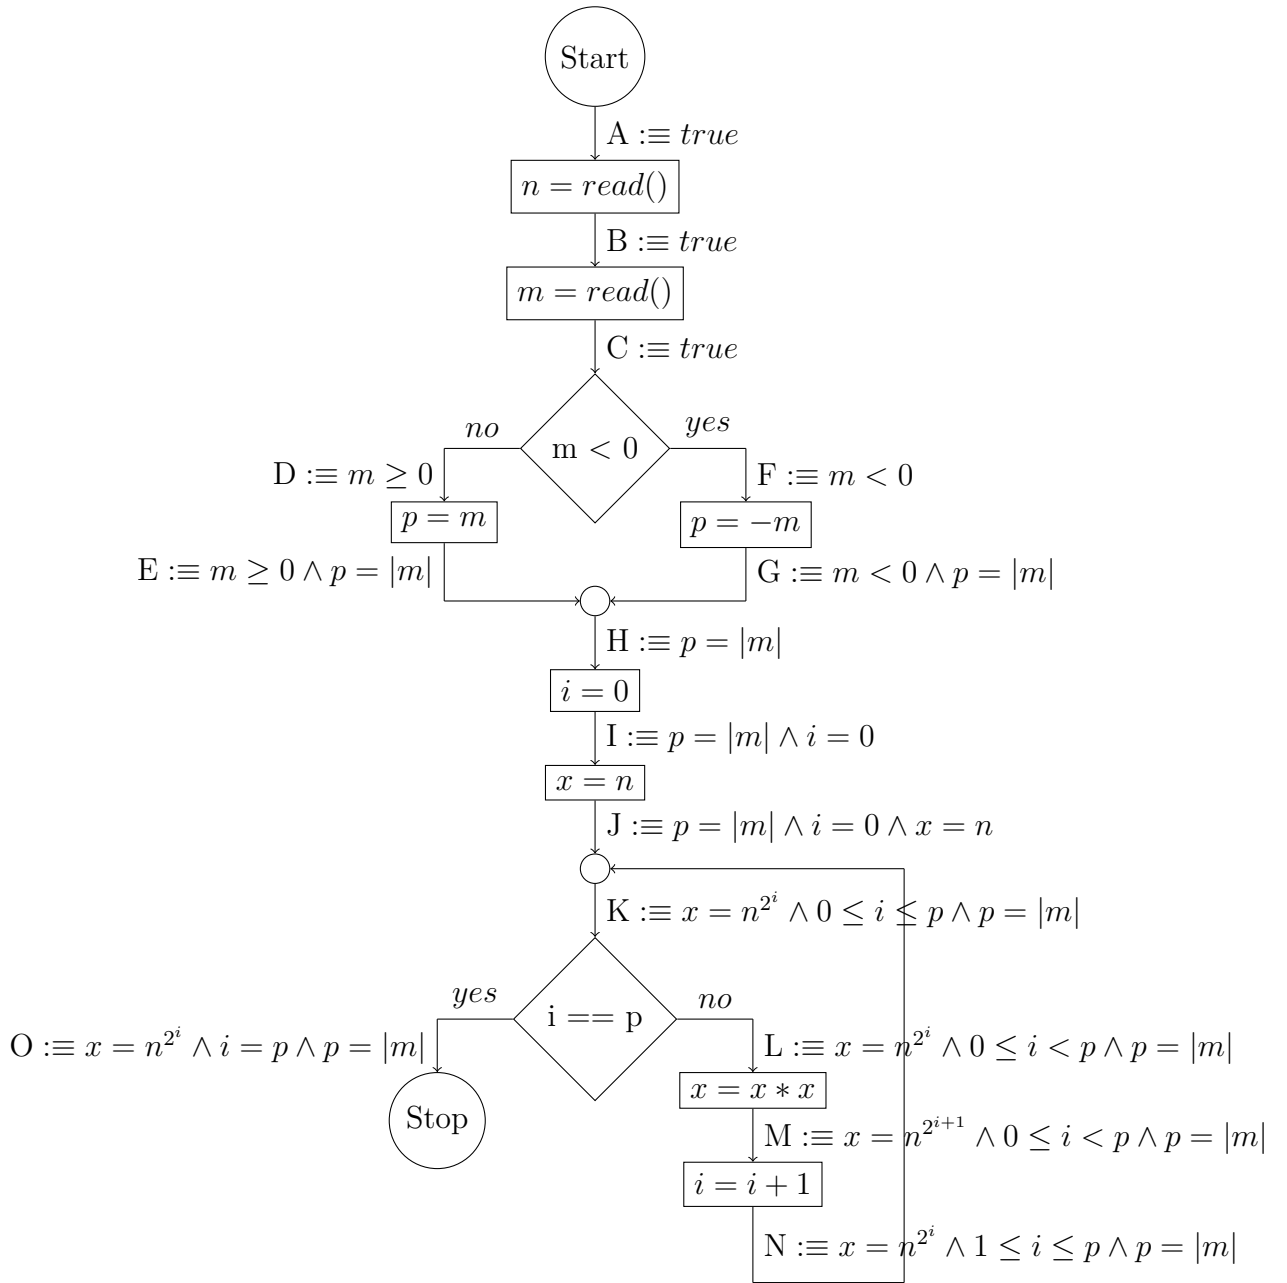 Start
A :≡ true
n = read()
B :≡ true
m = read()
C :≡ true
no
yes
m < 0
D :≡ m ≥ 0
F :≡ m < 0
p = m
p = −m
E :≡ m ≥ 0 ∧ p = |m|
G :≡ m < 0 ∧ p = |m|
H :≡ p = |m|
i = 0
I :≡ p = |m| ∧ i = 0
x = n
J :≡ p = |m| ∧ i = 0 ∧ x = n
K :≡ x = n^{2^i} ∧ 0 ≤ i ≤ p ∧ p = |m|
yes
no
i == p
O :≡ x = n^{2^i} ∧ i = p ∧ p = |m|
L :≡ x = n^{2^i} ∧ 0 ≤ i < p ∧ p = |m|
x = x ∗ x
Stop
M :≡ x = n^{2^{i+1}} ∧ 0 ≤ i < p ∧ p = |m|
i = i + 1
N :≡ x = n^{2^i} ∧ 1 ≤ i ≤ p ∧ p = |m|